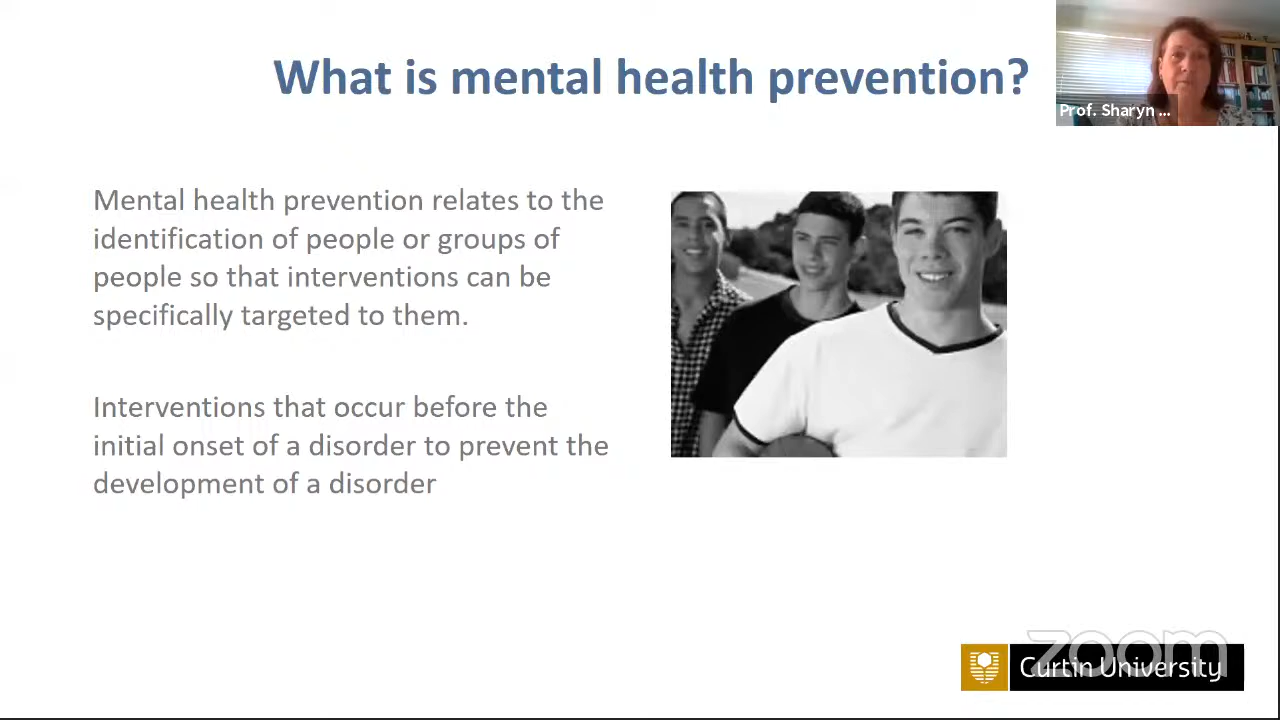 What is mental health prevention?
Prof. Sharyn ...
Mental health prevention relates to the
identification of people or groups of
people so that interventions can be
specifically targeted to them.
Interventions that occur before the
initial onset of a disorder to prevent the
development of a disorder
zoom
Curtin University